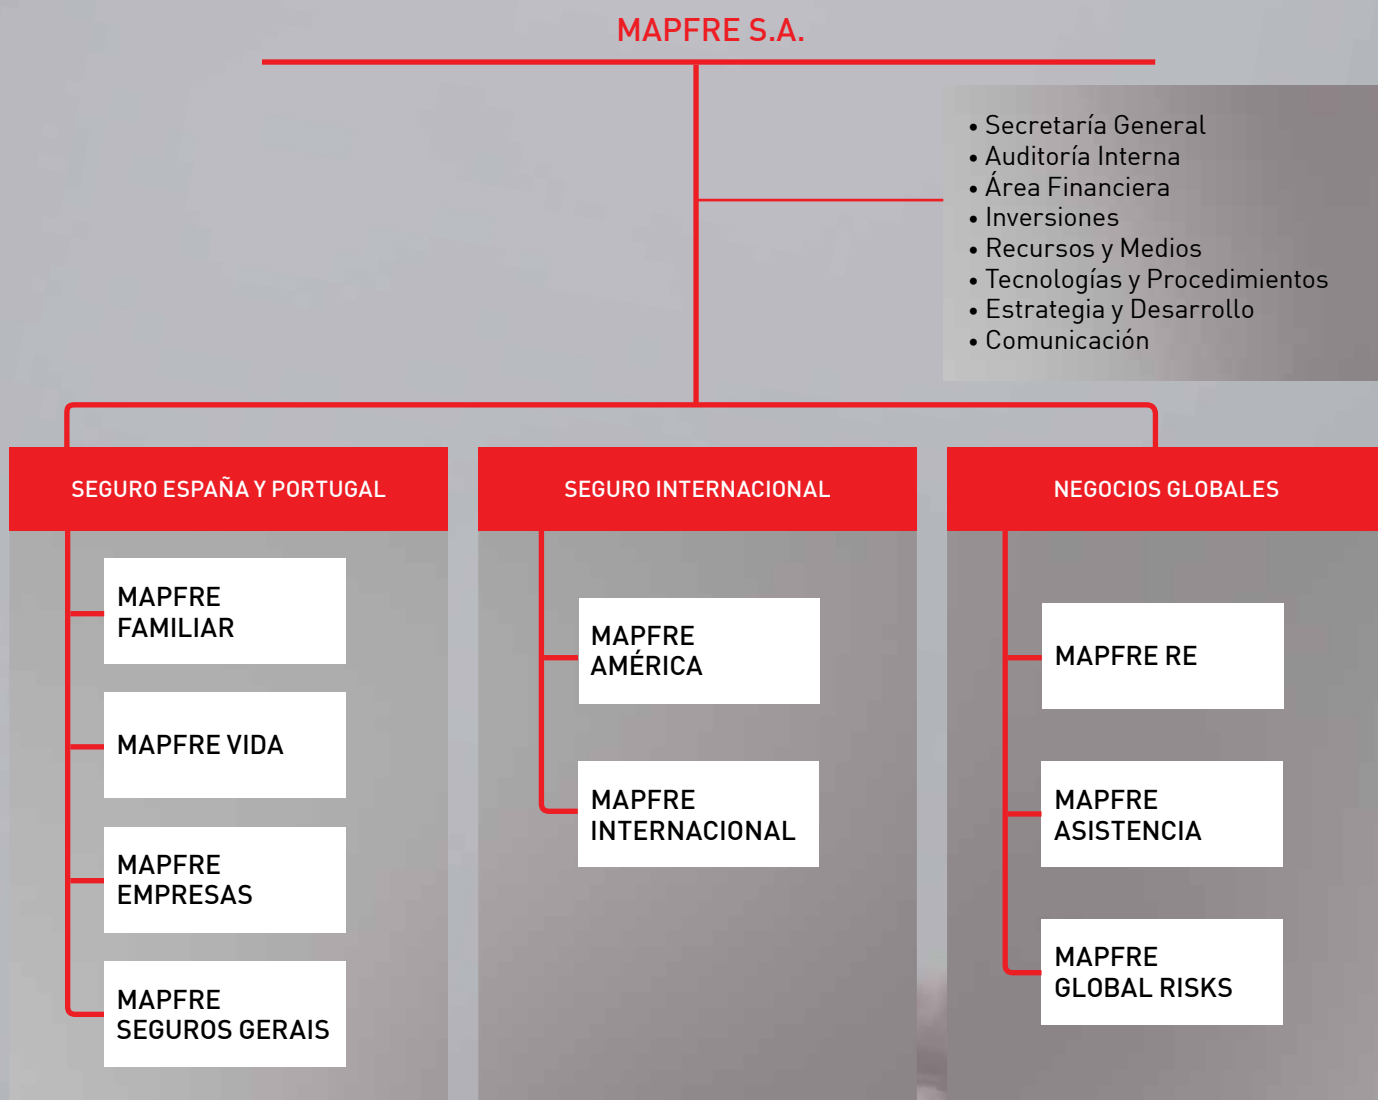 MAPFRE S.A.
• Secretaría General
• Auditoría Interna
• Área Financiera
• Inversiones
• Recursos y Medios
• Tecnologías y Procedimientos
• Estrategia y Desarrollo
• Comunicación
SEGURO ESPAÑA Y PORTUGAL
MAPFRE
FAMILIAR
MAPFRE VIDA
MAPFRE
EMPRESAS
MAPFRE
SEGUROS GERAIS
SEGURO INTERNACIONAL
MAPFRE
AMÉRICA
MAPFRE
INTERNACIONAL
NEGOCIOS GLOBALES
MAPFRE RE
MAPFRE
ASISTENCIA
MAPFRE
GLOBAL RISKS